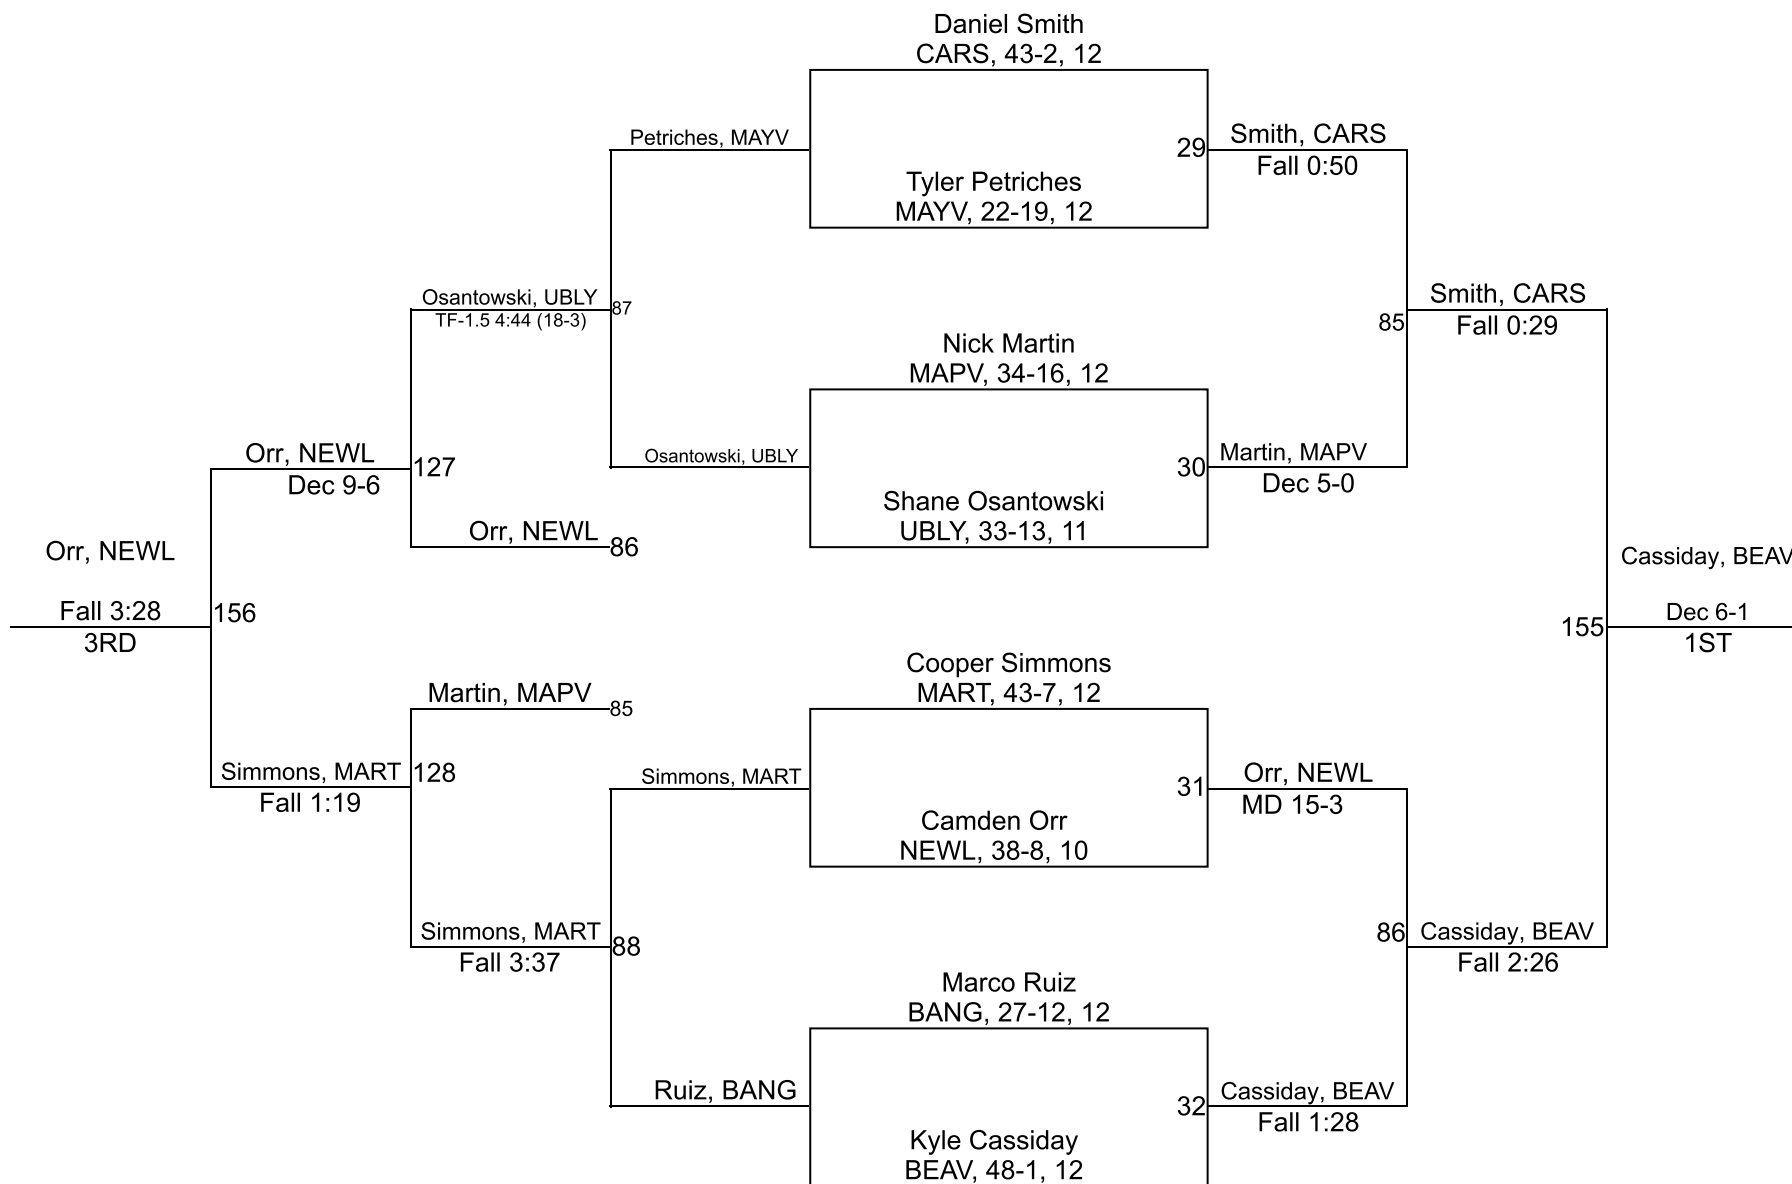 Daniel Smith
CARS, 43-2, 12
Petriches, MAYV
29
Smith, CARS
Fall 0:50
Tyler Petriches
MAYV, 22-19, 12
Osantowski, UBLY
TF-1.5 4:44 (18-3)
87
Smith, CARS
Fall 0:29
85
Nick Martin
MAPV, 34-16, 12
Orr, NEWL
Dec 9-6
127
Osantowski, UBLY
30
Martin, MAPV
Dec 5-0
Shane Osantowski
UBLY, 33-13, 11
Orr, NEWL
86
Orr, NEWL
Fall 3:28
3RD
156
Cassiday, BEAV
Dec 6-1
1ST
155
Cooper Simmons
MART, 43-7, 12
Martin, MAPV
85
Simmons, MART
Fall 1:19
128
Simmons, MART
31
Orr, NEWL
MD 15-3
Camden Orr
NEWL, 38-8, 10
Simmons, MART
Fall 3:37
88
86
Cassiday, BEAV
Fall 2:26
Marco Ruiz
BANG, 27-12, 12
Ruiz, BANG
32
Cassiday, BEAV
Fall 1:28
Kyle Cassiday
BEAV, 48-1, 12